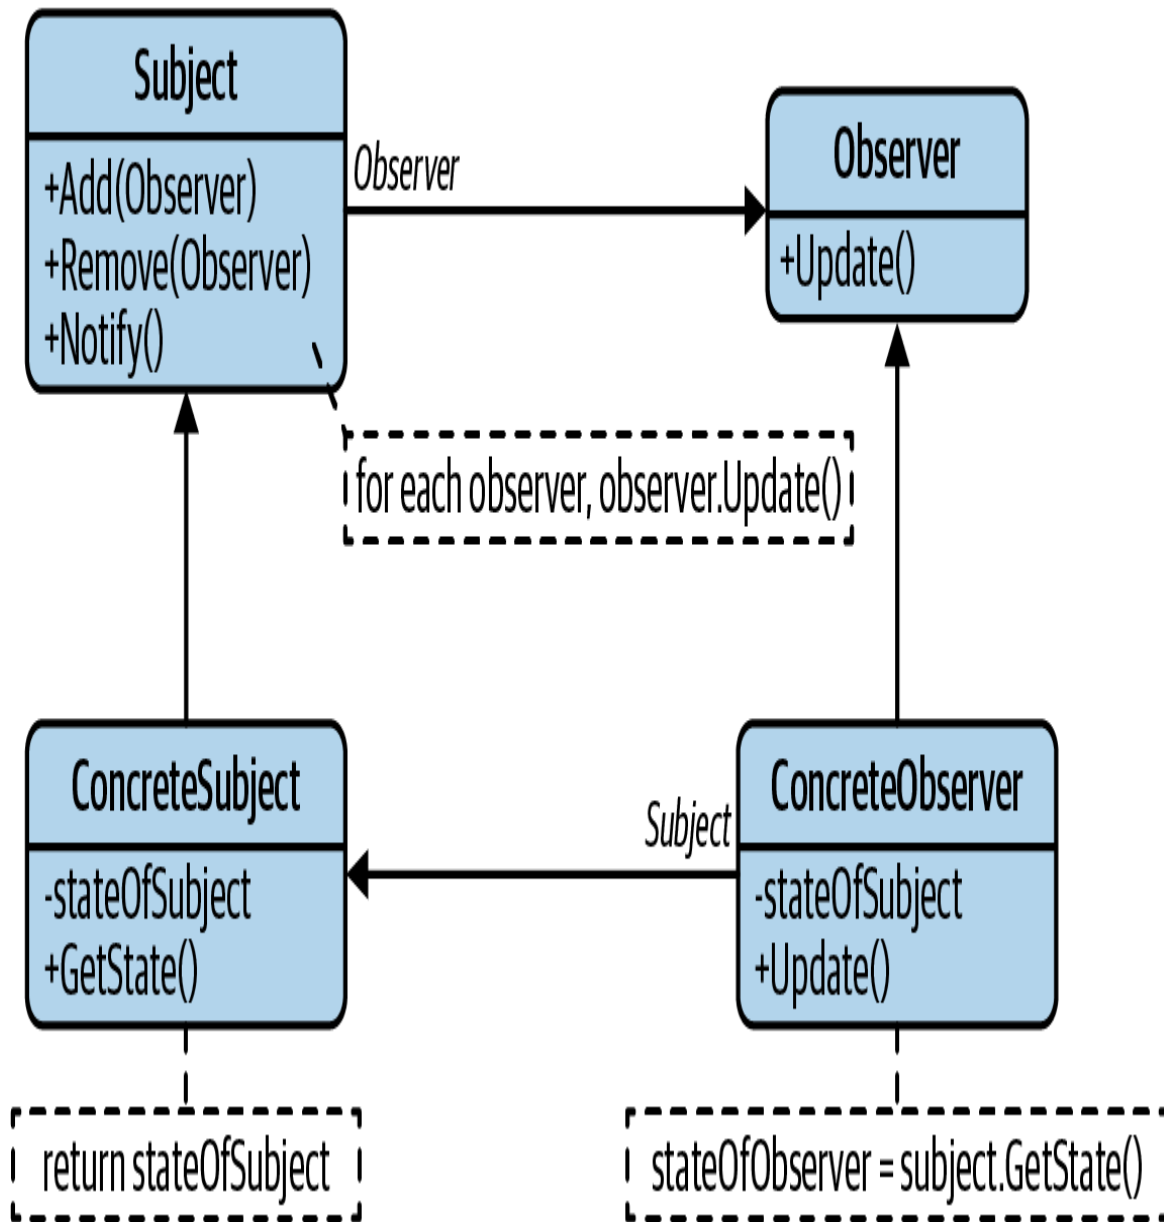 Subject
+Add(Observer)
+Remove(Observer)
+Notify()
Observer
Observer
+Update()
for each observer, observer.Update()
ConcreteSubject
-stateOfSubject
+GetState()
Subject
ConcreteObserver
-stateOfSubject
+Update()
return stateOfSubject
stateOfObserver = subject.GetState()